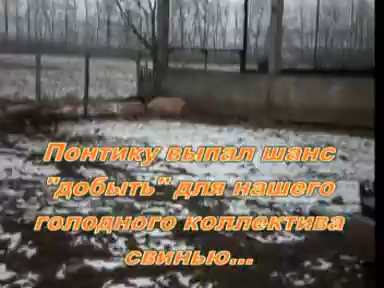 Понтику выпал шанс
"добыть" для нашего
голодного коллектива
свинью...